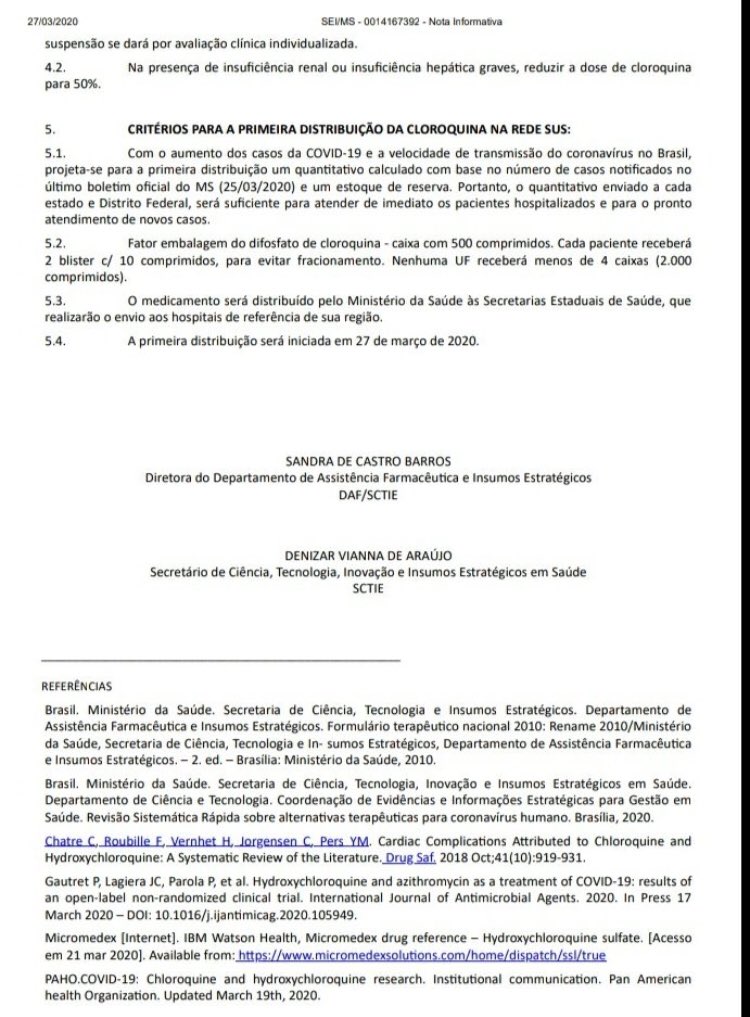 27/03/2020 SEI/MS - 0014167392 - Nota Informativa
suspensão se dará por avaliação clínica individualizada.
4.2. Na presença de insuficiência renal ou insuficiência hepática graves, reduzir a dose de cloroquina
para 50%.
5. CRITÉRIOS PARA A PRIMEIRA DISTRIBUIÇÃO DA CLOROQUINA NA REDE SUS:
5.1. Com o aumento dos casos da COVID-19 e a velocidade de transmissão do coronavírus no Brasil,
projeta-se para a primeira distribuição um quantitativo calculado com base no número de casos notificados no
último boletim oficial do MS (25/03/2020) e um estoque de reserva. Portanto, o quantitativo enviado a cada
estado e Distrito Federal, será suficiente para atender de imediato os pacientes hospitalizados e para o pronto
atendimento de novos casos.
5.2. Fator embalagem do difosfato de cloroquina - caixa com 500 comprimidos. Cada paciente receberá
2 blister c/ 10 comprimidos, para evitar fracionamento. Nenhuma UF receberá menos de 4 caixas (2.000
comprimidos).
5.3. O medicamento será distribuído pelo Ministério da Saúde às Secretarias Estaduais de Saúde, que
realizarão o envio aos hospitais de referência de sua região.
5.4. A primeira distribuição será iniciada em 27 de março de 2020.
SANDRA DE CASTRO BARROS
Diretora do Departamento de Assistência Farmacêutica e Insumos Estratégicos
DAF/SCTIE
DENIZAR VIANNA DE ARAÚJO
Secretário de Ciência, Tecnologia, Inovação e Insumos Estratégicos em Saúde
SCTIE
REFERÊNCIAS
Brasil. Ministério da Saúde. Secretaria de Ciência, Tecnologia e Insumos Estratégicos. Departamento de
Assistência Farmacêutica e Insumos Estratégicos. Formulário terapêutico nacional 2010: Rename 2010/Ministério
da Saúde, Secretaria de Ciência, Tecnologia e In- sumos Estratégicos, Departamento de Assistência Farmacêutica
e Insumos Estratégicos. – 2. ed. – Brasília: Ministério da Saúde, 2010.
Brasil. Ministério da Saúde. Secretaria de Ciência, Tecnologia, Inovação e Insumos Estratégicos em Saúde.
Departamento de Ciência e Tecnologia. Coordenação de Evidências e Informações Estratégicas para Gestão em
Saúde. Revisão Sistemática Rápida sobre alternativas terapêuticas para coronavírus humano. Brasília, 2020.
Chatre C, Roubille F, Vernhet H, Jorgensen C, Pers YM. Cardiac Complications Attributed to Chloroquine and
Hydroxychloroquine: A Systematic Review of the Literature. Drug Saf. 2018 Oct;41(10):919-931.
Gautret P, Lagiera JC, Parola P, et al. Hydroxychloroquine and azithromycin as a treatment of COVID-19: results of
an open-label non-randomized clinical trial. International Journal of Antimicrobial Agents. 2020. In Press 17
March 2020 – DOI: 10.1016/j.ijantimicag.2020.105949.
Micromedex [Internet]. IBM Watson Health, Micromedex drug reference – Hydroxychloroquine sulfate. [Acesso
em 21 mar 2020]. Available from: https://www.micromedexsolutions.com/home/dispatch/ssl/true
PAHO.COVID-19: Chloroquine and hydroxychloroquine research. Institutional communication. Pan American
health Organization. Updated March 19th, 2020.